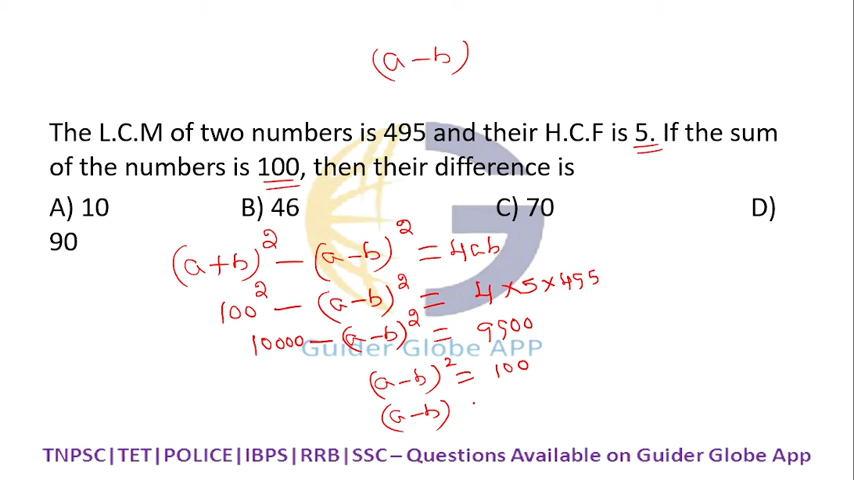 (a-b)
The L.C.M of two numbers is 495 and their H.C.F is 5. If the sum
of the numbers is 100, then their difference is
A) 10 B) 46 C) 70 D)
90
(a+b)² - (a-b)² = 4ab
100² - (a-b)² = 4×5×495
10000 - (a-b)² = 9900
Guider Globe APP
(a-b)² = 100
(a-b)
TNPSC|TET|POLICE|IBPS|RRB|SSC – Questions Available on Guider Globe App